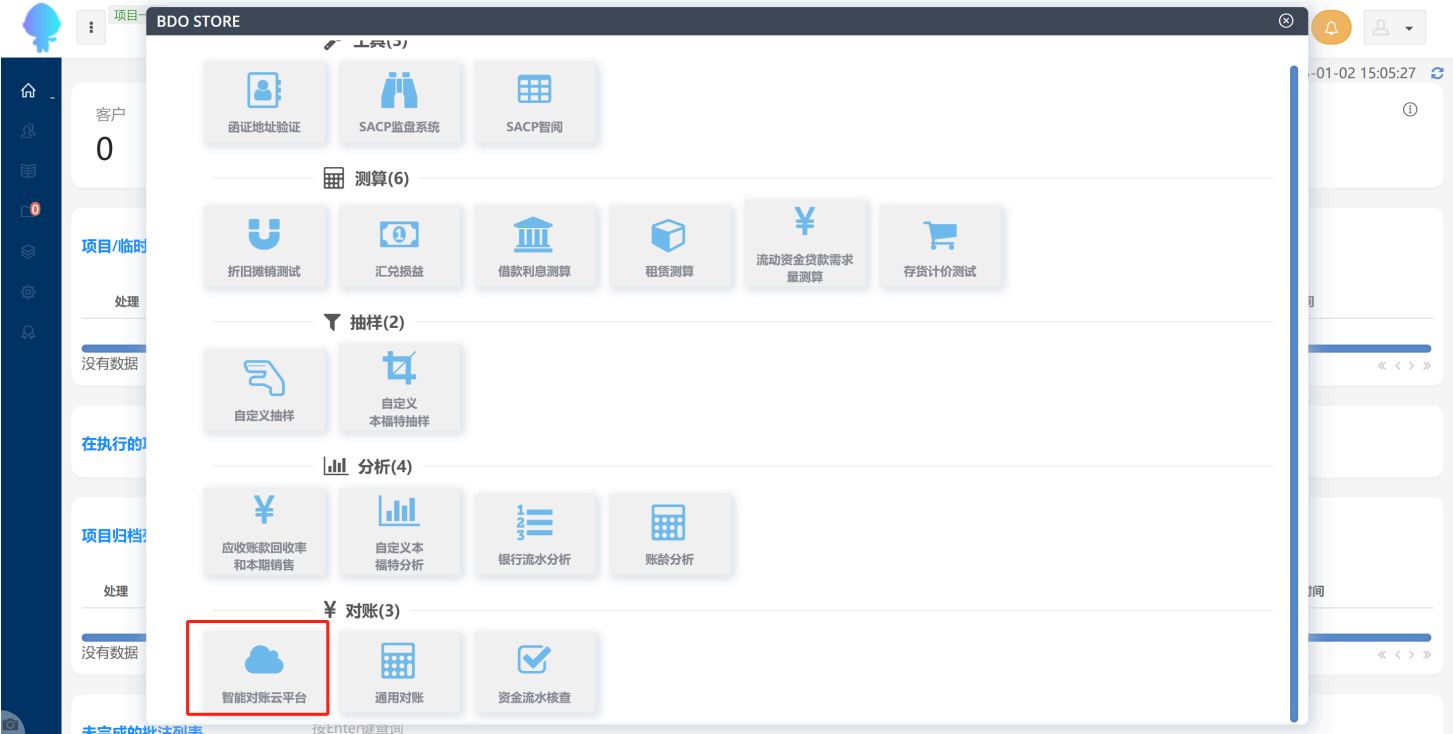 项目一
BDO STORE
工具(3)
-01-02 15:05:27
客户
0
函证地址验证
SACP监盘系统
SACP智阅
测算(6)
0
项目/临时
折旧摊销测试
汇兑损益
借款利息测算
租赁测算
流动资金贷款需求
量测算
存货计价测试
处理
间
抽样(2)
没有数据
自定义抽样
自定义
本福特抽样
在执行的项
分析(4)
项目归档列
应收账款回收率
和本期销售
自定义本
福特分析
银行流水分析
账龄分析
处理
时间
对账(3)
没有数据
智能对账云平台
通用对账
资金流水核查
未完成的批注列表
按Enter键查询